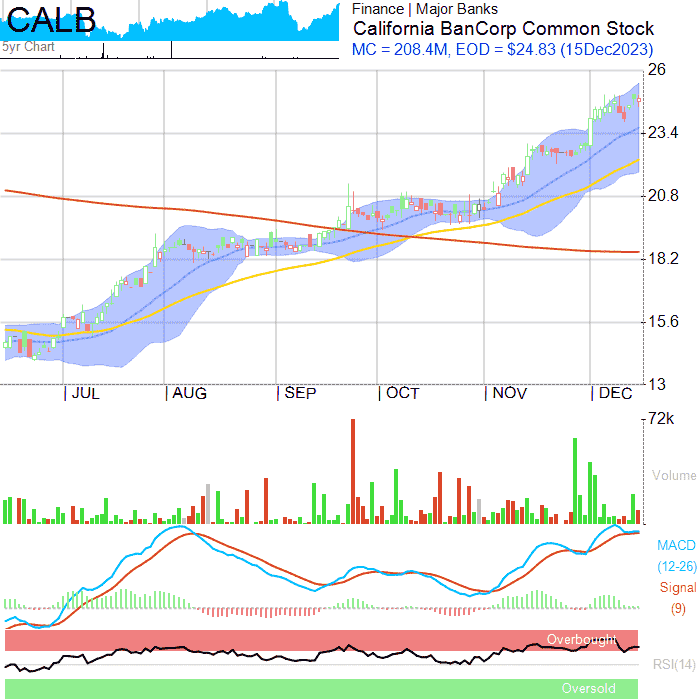 CALB
5yr Chart
Finance | Major Banks
California BanCorp Common Stock
MC = 208.4M, EOD = $24.83 (15Dec2023)
26
23.4
20.8
18.2
15.6
13
JUL
AUG
SEP
OCT
NOV
DEC
72k
Volume
MACD
(12-26)
Signal
(9)
Overbought
RSI(14)
Oversold